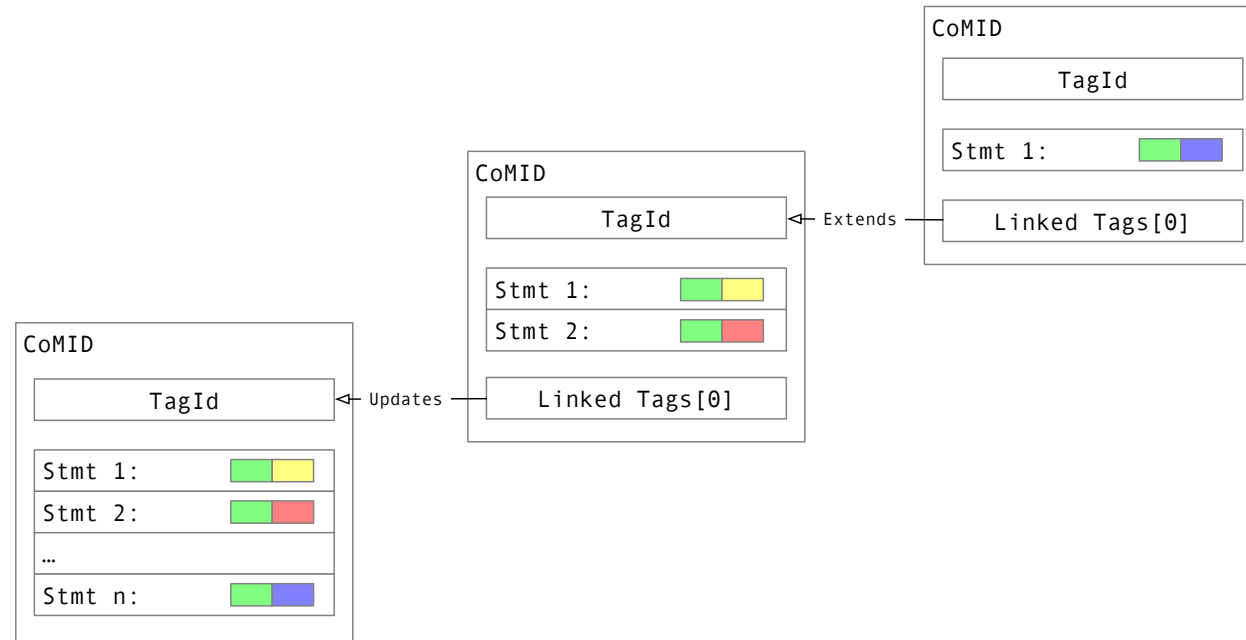 CoMID
TagId
Stmt 1:
Linked Tags[0]
Extends
CoMID
TagId
Stmt 1:
Stmt 2:
Linked Tags[0]
Updates
CoMID
TagId
Stmt 1:
Stmt 2:
…
Stmt n: